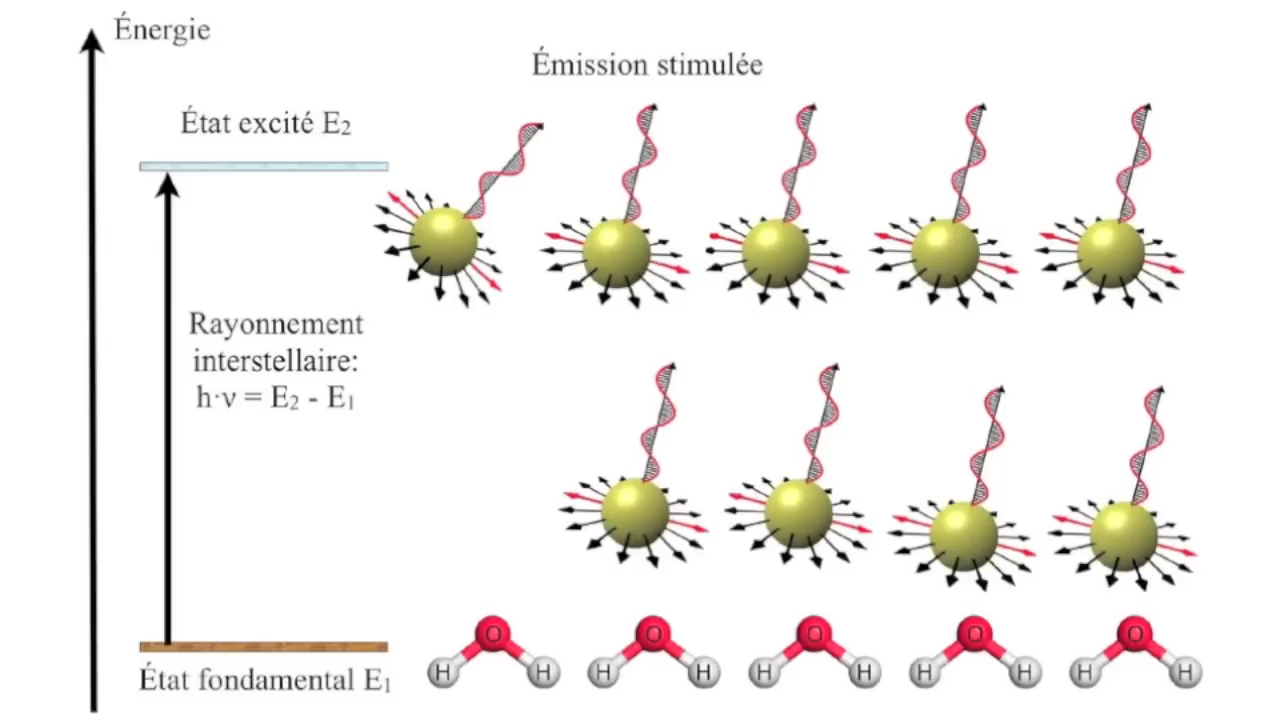 Énergie
Émission stimulée
État excité E₂
Rayonnement
interstellaire:
h·ν = E₂ - E₁
État fondamental E₁
O O O O O
H H H H H H H H H H